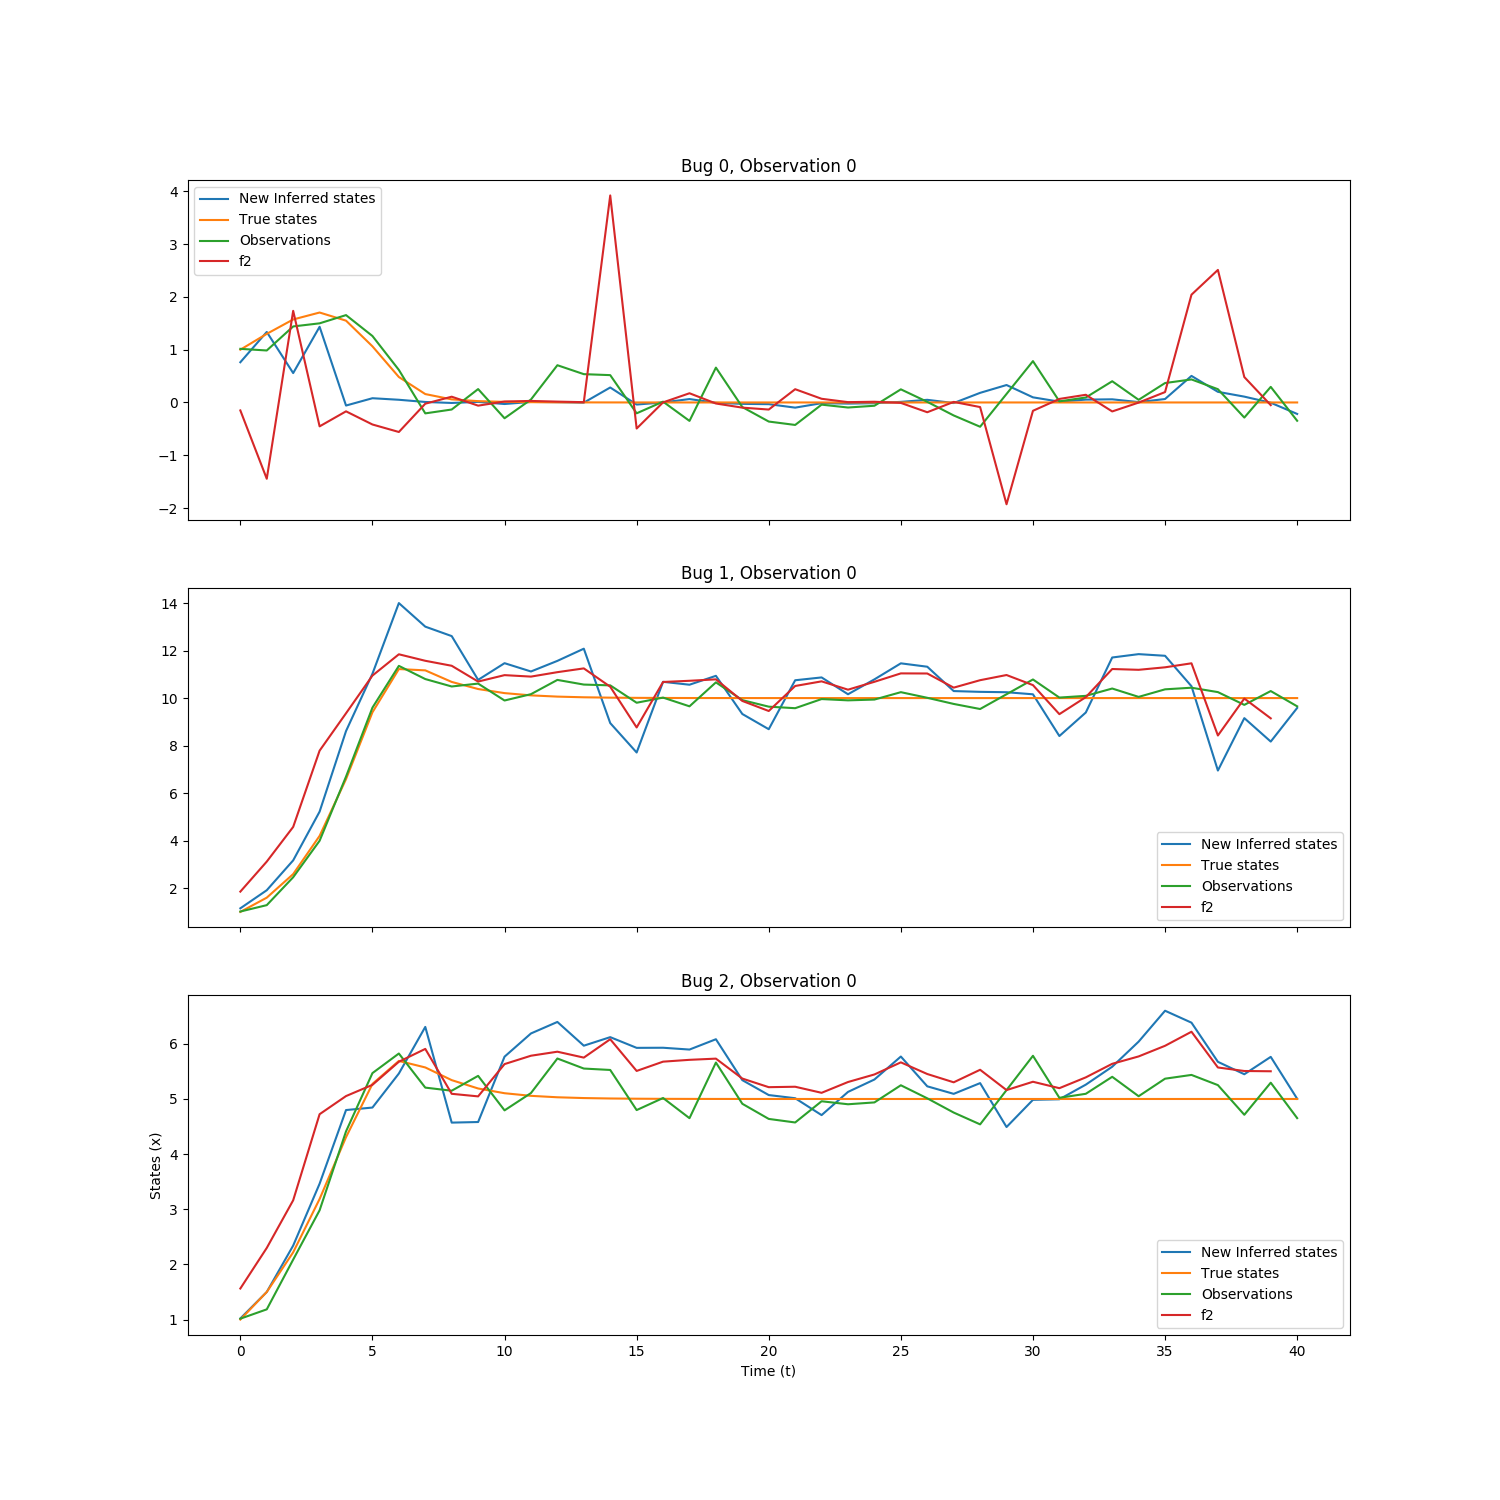 Bug 0, Observation 0
4
3
2
1
0
−1
−2
New Inferred states
True states
Observations
f2
Bug 1, Observation 0
14
12
10
8
6
4
2
New Inferred states
True states
Observations
f2
Bug 2, Observation 0
6
5
4
3
2
1
States (x)
New Inferred states
True states
Observations
f2
0 5 10 15 20 25 30 35 40
Time (t)